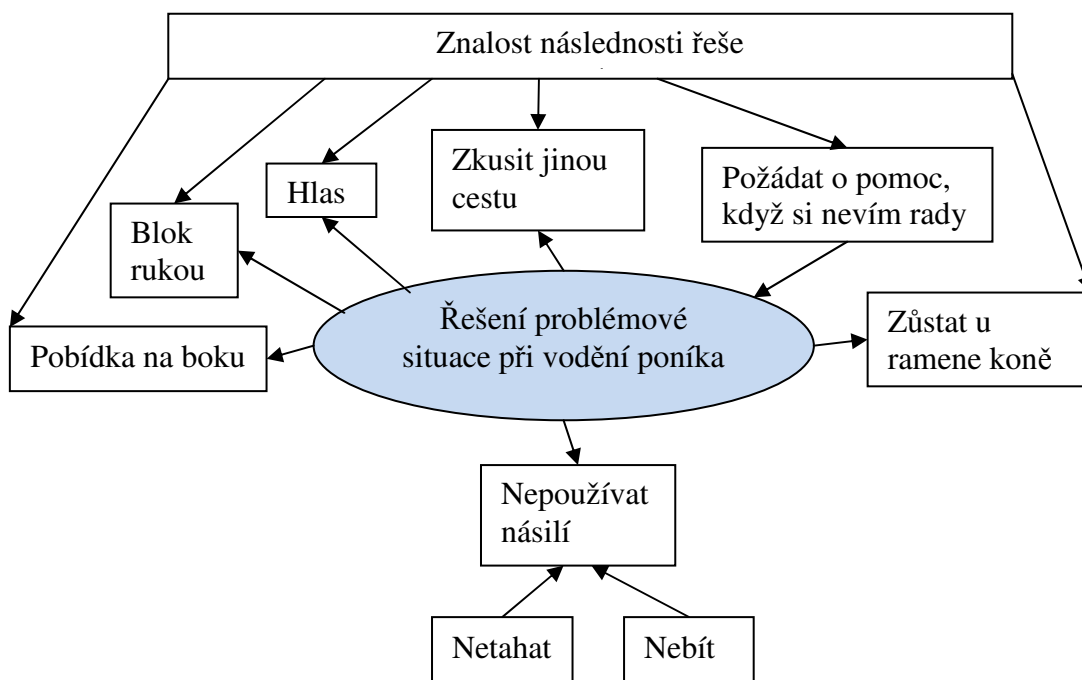 Znalost následnosti řeše
Zkusit jinou
cestu
Požádat o pomoc,
když si nevím rady
Hlas
Blok
rukou
Řešení problémové
situace při vodění poníka
Zůstat u
ramene koně
Pobídka na boku
Nepoužívat
násilí
Netahat
Nebít